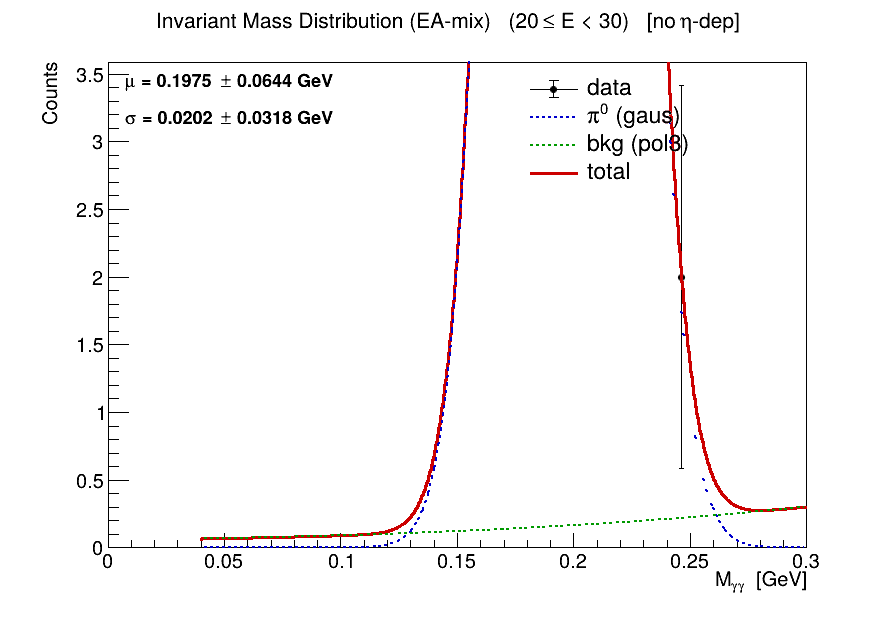 Invariant Mass Distribution (EA-mix) (20 ≤ E < 30) [no η-dep]
Counts
μ = 0.1975 ± 0.0644 GeV
σ = 0.0202 ± 0.0318 GeV
data
π⁰ (gaus)
bkg (pol3)
total
3.5
3
2.5
2
1.5
1
0.5
0
0 0.05 0.1 0.15 0.2 0.25 0.3
M_γγ [GeV]